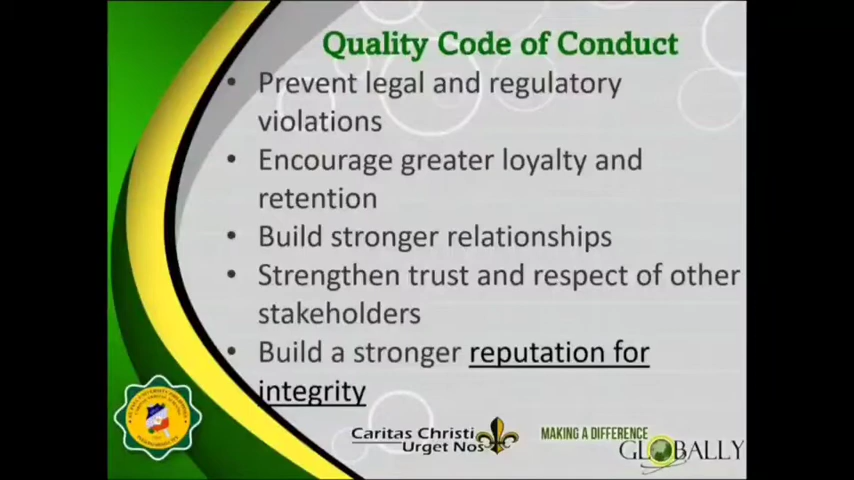 Quality Code of Conduct
• Prevent legal and regulatory
violations
• Encourage greater loyalty and
retention
• Build stronger relationships
• Strengthen trust and respect of other
stakeholders
• Build a stronger reputation for
integrity
Caritas Christi
Urget Nos
MAKING A DIFFERENCE
GLOBALLY